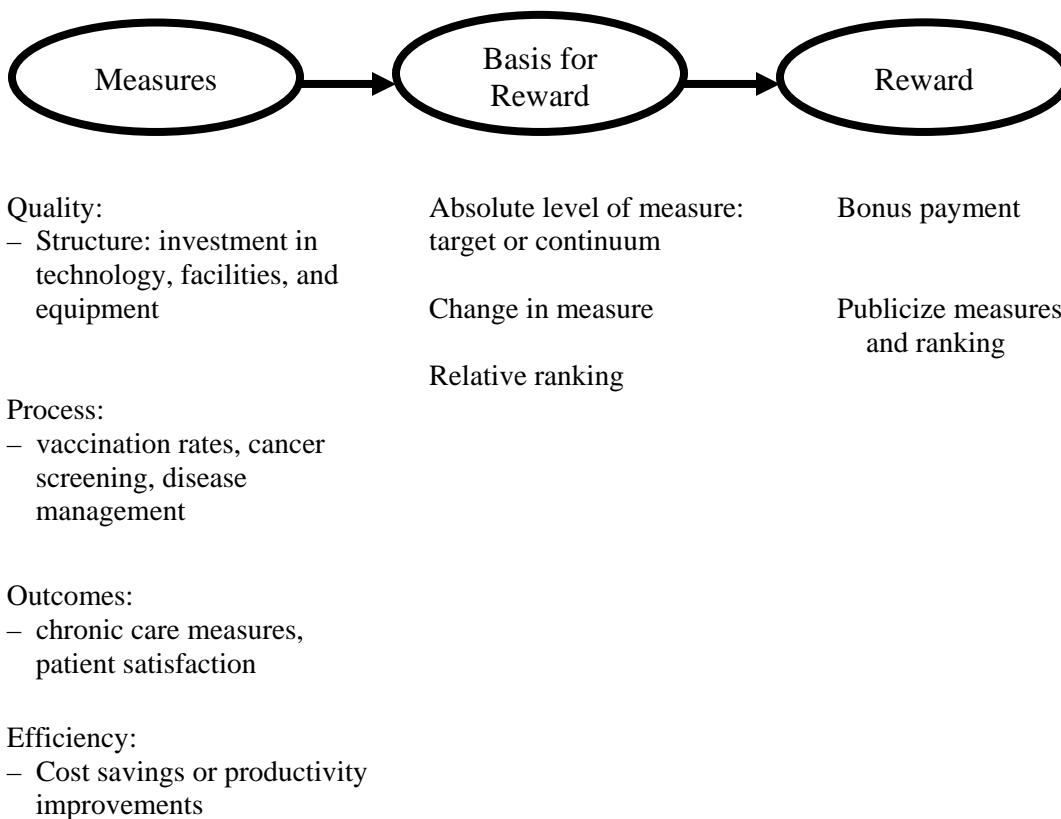 Measures
Basis for
Reward
Reward
Quality:
– Structure: investment in
technology, facilities, and
equipment
Process:
– vaccination rates, cancer
screening, disease
management
Outcomes:
– chronic care measures,
patient satisfaction
Efficiency:
– Cost savings or productivity
improvements
Absolute level of measure:
target or continuum
Change in measure
Relative ranking
Bonus payment
Publicize measures
and ranking